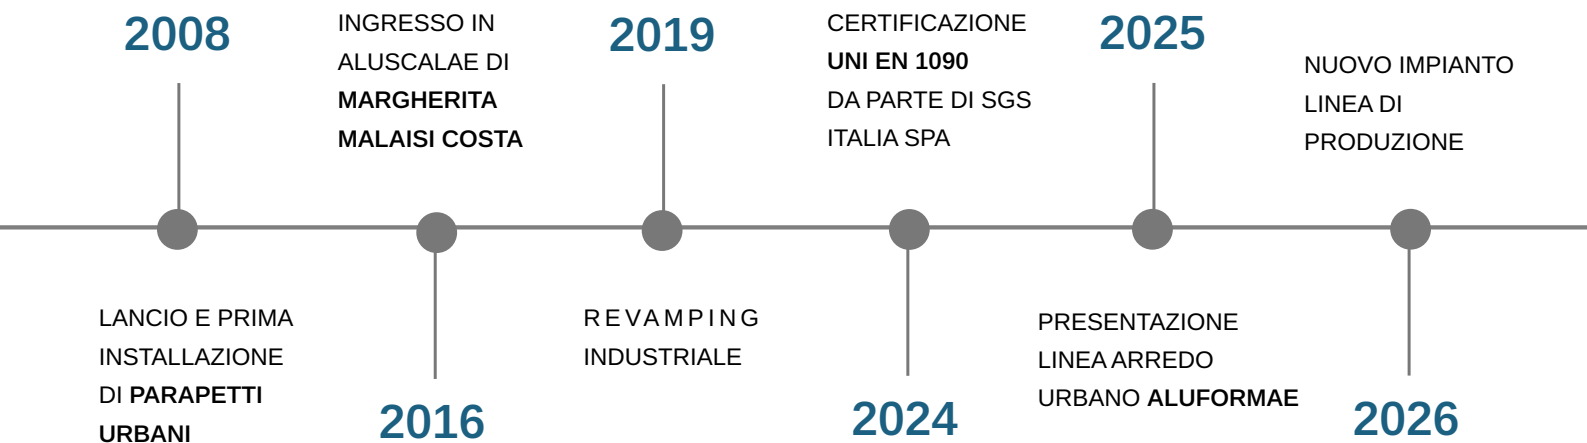 2008
LANCIO E PRIMA
INSTALLAZIONE
DI PARAPETTI
URBANI
INGRESSO IN
ALUSCALAE DI
MARGHERITA
MALAISI COSTA
2016
2019
REVAMPING
INDUSTRIALE
CERTIFICAZIONE
UNI EN 1090
DA PARTE DI SGS
ITALIA SPA
2024
2025
PRESENTAZIONE
LINEA ARREDO
URBANO ALUFORMAE
NUOVO IMPIANTO
LINEA DI
PRODUZIONE
2026